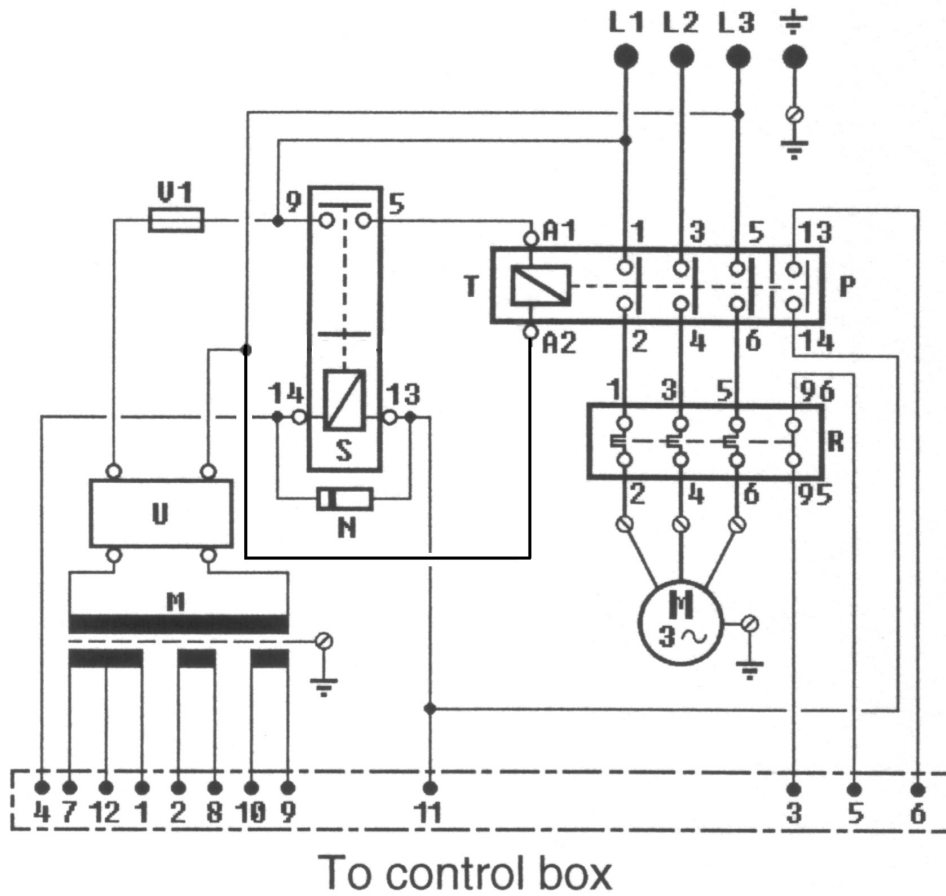 L1 L2 L3
V1 9 5
A1 1 3 5 13
T P
A2 2 4 6 14
14 13 1 3 5 96
S R
U N 2 4 6 95
M M
3~
4 7 12 1 2 8 10 9 11 3 5 6
To control box